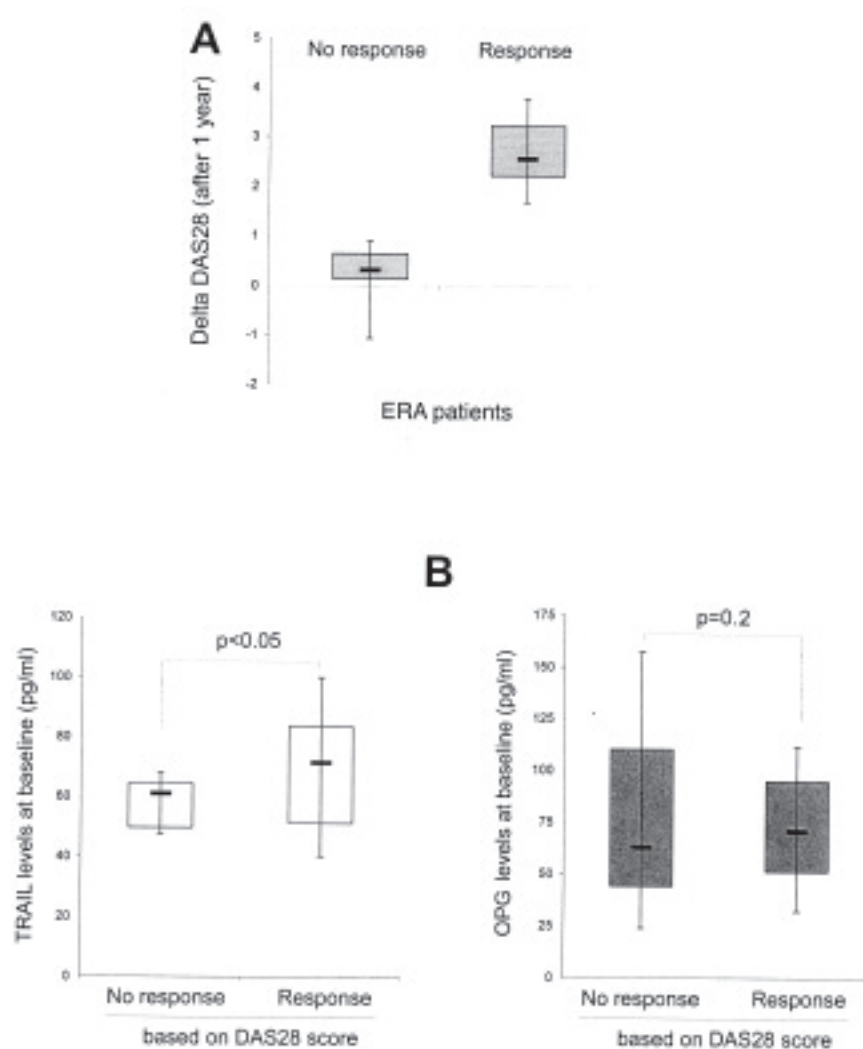 A
No response Response
Delta DAS28 (after 1 year)
5
4
3
2
1
0
-1
-2
ERA patients
B
TRAIL levels at baseline (pg/ml)
120
100
80
60
40
20
0
p<0.05
No response Response
based on DAS28 score
OPG levels at baseline (pg/ml)
175
150
125
100
75
50
25
0
p=0.2
No response Response
based on DAS28 score